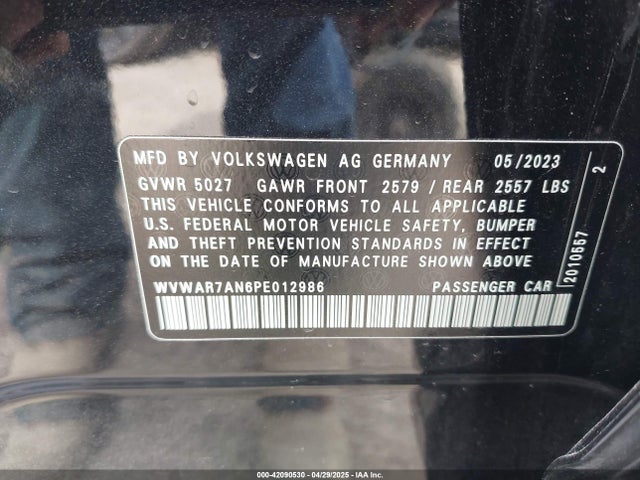 MFD BY VOLKSWAGEN AG GERMANY 05/2023
GVWR 5027 GAWR FRONT 2579 / REAR 2557 LBS
THIS VEHICLE CONFORMS TO ALL APPLICABLE
U.S. FEDERAL MOTOR VEHICLE SAFETY, BUMPER
AND THEFT PREVENTION STANDARDS IN EFFECT
ON THE DATE OF MANUFACTURE SHOWN ABOVE
WVWAR7AN6PE012986 PASSENGER CAR
2010557 2
000-42090530 - 04/29/2025 - IAA Inc.